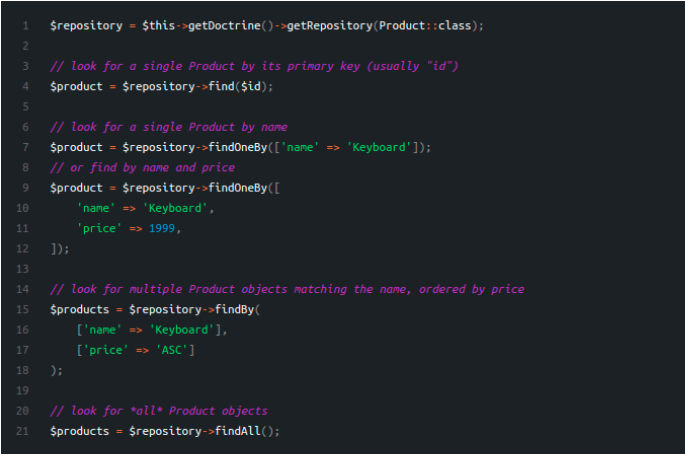 1 $repository = $this->getDoctrine()->getRepository(Product::class);
2
3 // look for a single Product by its primary key (usually "id")
4 $product = $repository->find($id);
5
6 // look for a single Product by name
7 $product = $repository->findOneBy(['name' => 'Keyboard']);
8 // or find by name and price
9 $product = $repository->findOneBy([
10     'name' => 'Keyboard',
11     'price' => 1999,
12 ]);
13
14 // look for multiple Product objects matching the name, ordered by price
15 $products = $repository->findBy(
16     ['name' => 'Keyboard'],
17     ['price' => 'ASC']
18 );
19
20 // look for *all* Product objects
21 $products = $repository->findAll();